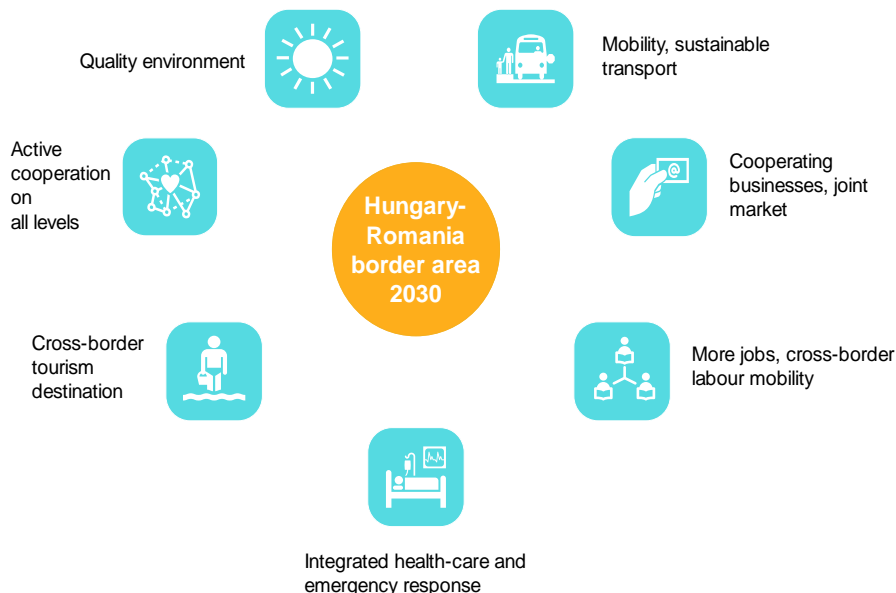 Quality environment
Mobility, sustainable
transport
Active
cooperation
on
all levels
Cooperating
businesses, joint
market
@
Hungary-
Romania
border area
2030
Cross-border
tourism
destination
More jobs, cross-border
labour mobility
Integrated health-care and
emergency response